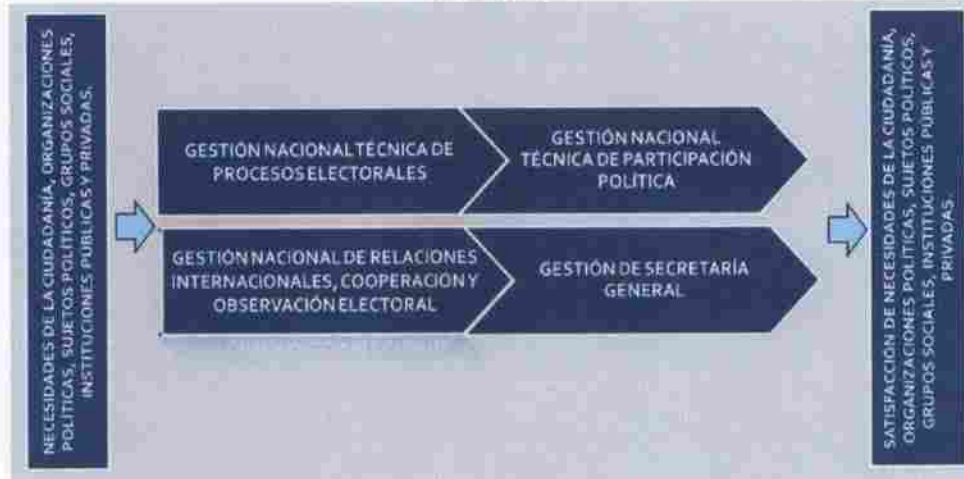 NECESIDADES DE LA CIUDADANÍA, ORGANIZACIONES
POLÍTICAS, SUJETOS POLÍTICOS, GRUPOS SOCIALES,
INSTITUCIONES PÚBLICAS Y PRIVADAS.
GESTIÓN NACIONAL TÉCNICA DE
PROCESOS ELECTORALES
GESTIÓN NACIONAL
TÉCNICA DE PARTICIPACIÓN
POLÍTICA
GESTIÓN NACIONAL DE RELACIONES
INTERNACIONALES, COOPERACIÓN Y
OBSERVACIÓN ELECTORAL
GESTIÓN DE SECRETARÍA
GENERAL
SATISFACCIÓN DE NECESIDADES DE LA CIUDADANÍA,
ORGANIZACIONES POLÍTICAS, SUJETOS POLÍTICOS,
GRUPOS SOCIALES, INSTITUCIONES PÚBLICAS Y
PRIVADAS.